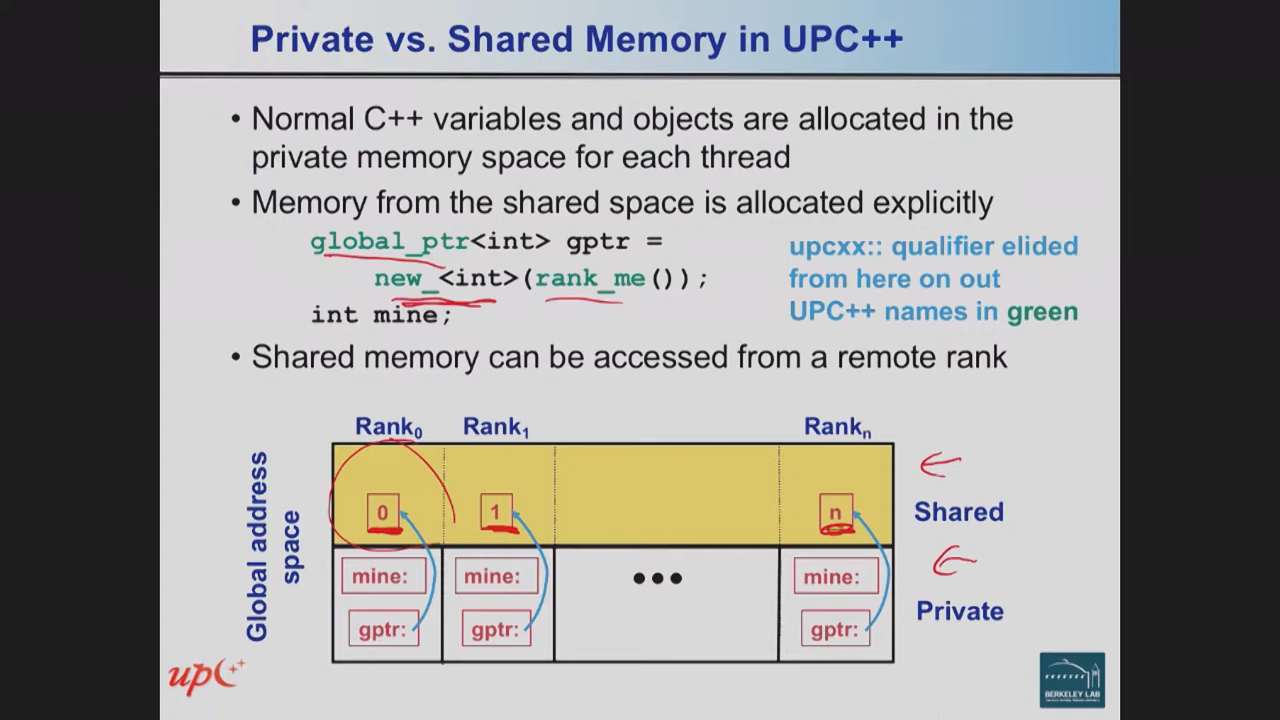 Private vs. Shared Memory in UPC++
• Normal C++ variables and objects are allocated in the
private memory space for each thread
• Memory from the shared space is allocated explicitly
global_ptr<int> gptr =
new_<int>(rank_me());
int mine;
upcxx:: qualifier elided
from here on out
UPC++ names in green
• Shared memory can be accessed from a remote rank
Rank0 Rank1 Rankn
Global address
space
0 1 n
Shared
mine: mine: ••• mine:
gptr: gptr: gptr:
Private
upC++
BERKELEY LAB